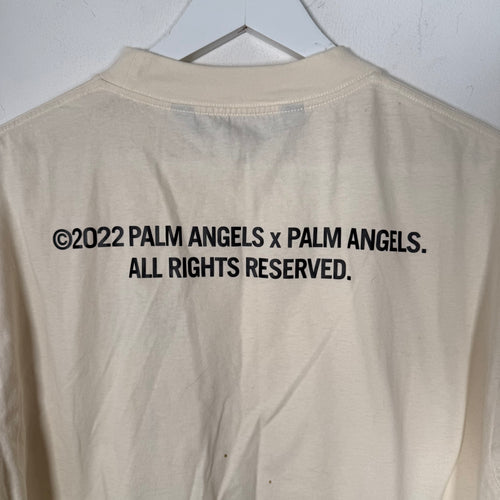 ©2022 PALM ANGELS x PALM ANGELS.
ALL RIGHTS RESERVED.